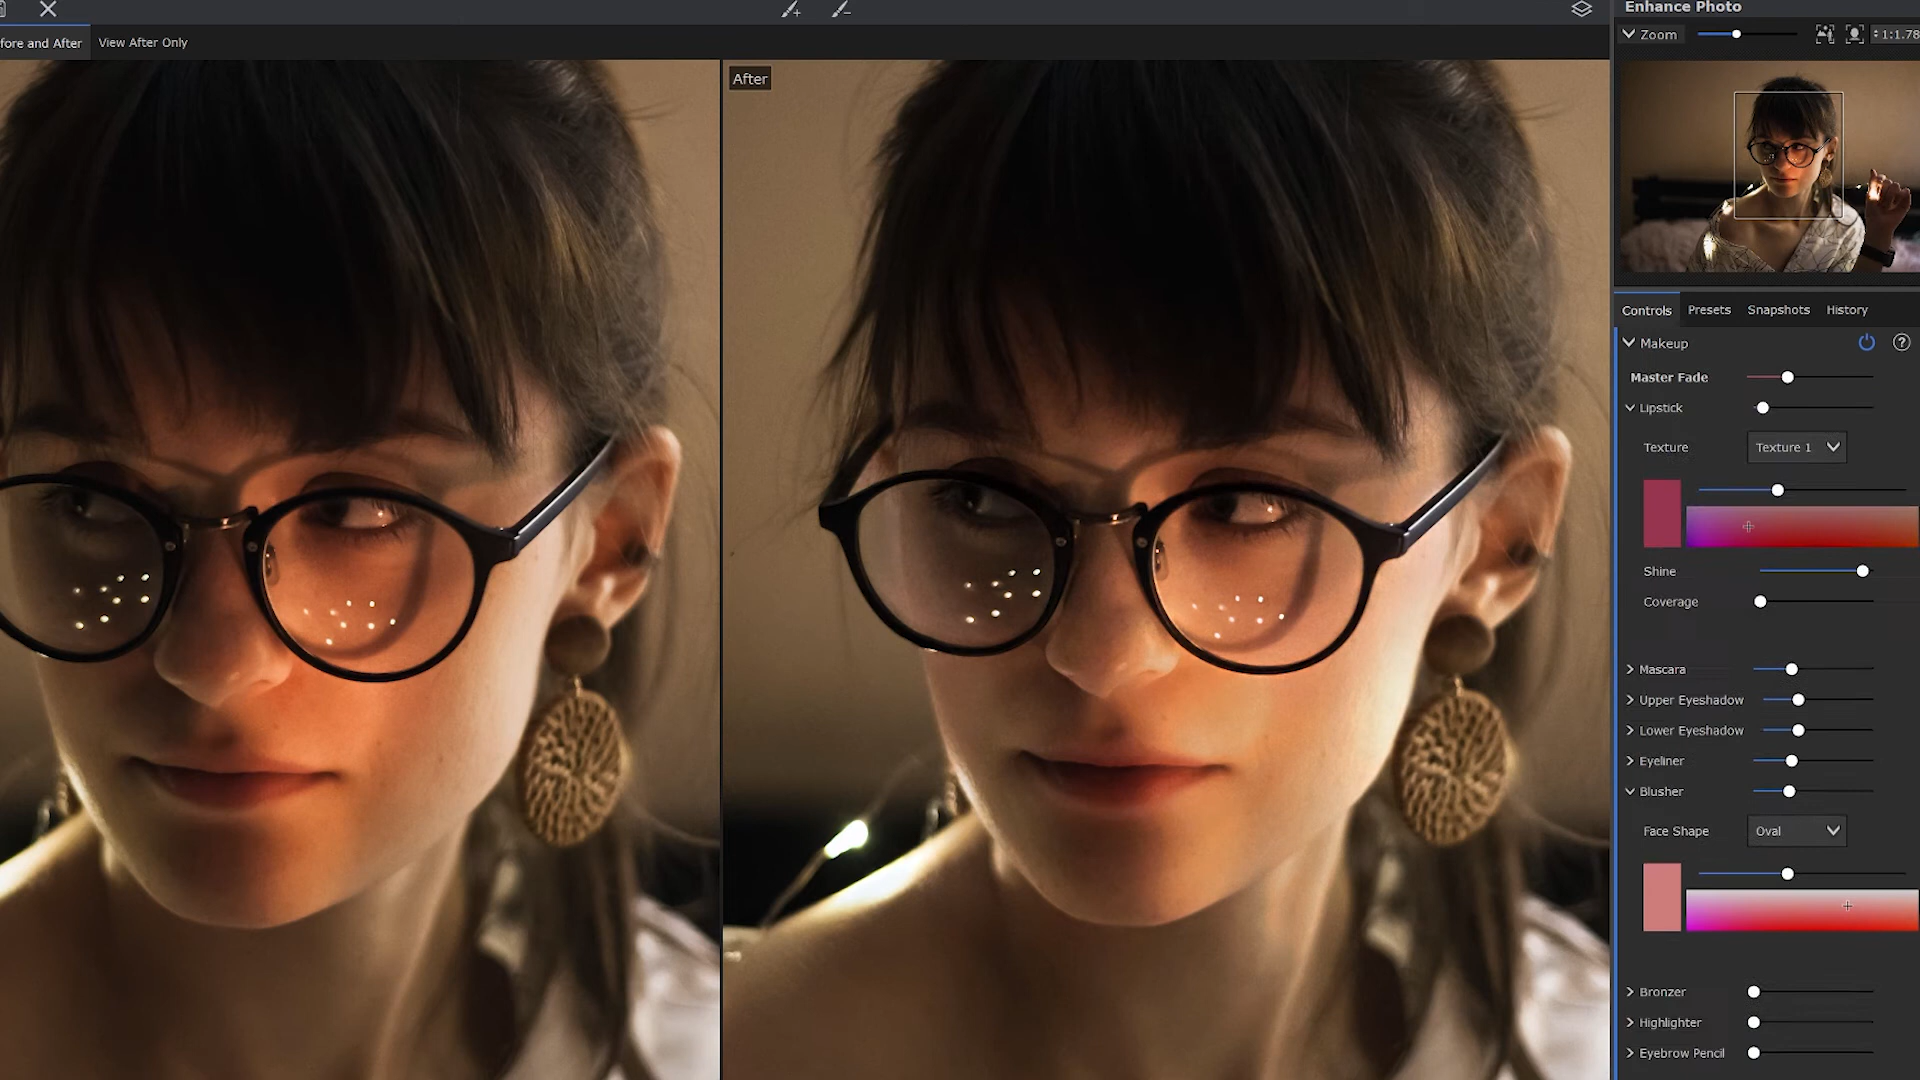 Enhance Photo
Zoom
1:1.78
fore and After
View After Only
After
Controls
Presets
Snapshots
History
Makeup
?
Master Fade
Lipstick
Texture
Texture 1
Shine
Coverage
Mascara
Upper Eyeshadow
Lower Eyeshadow
Eyeliner
Blusher
Face Shape
Oval
Bronzer
Highlighter
Eyebrow Pencil